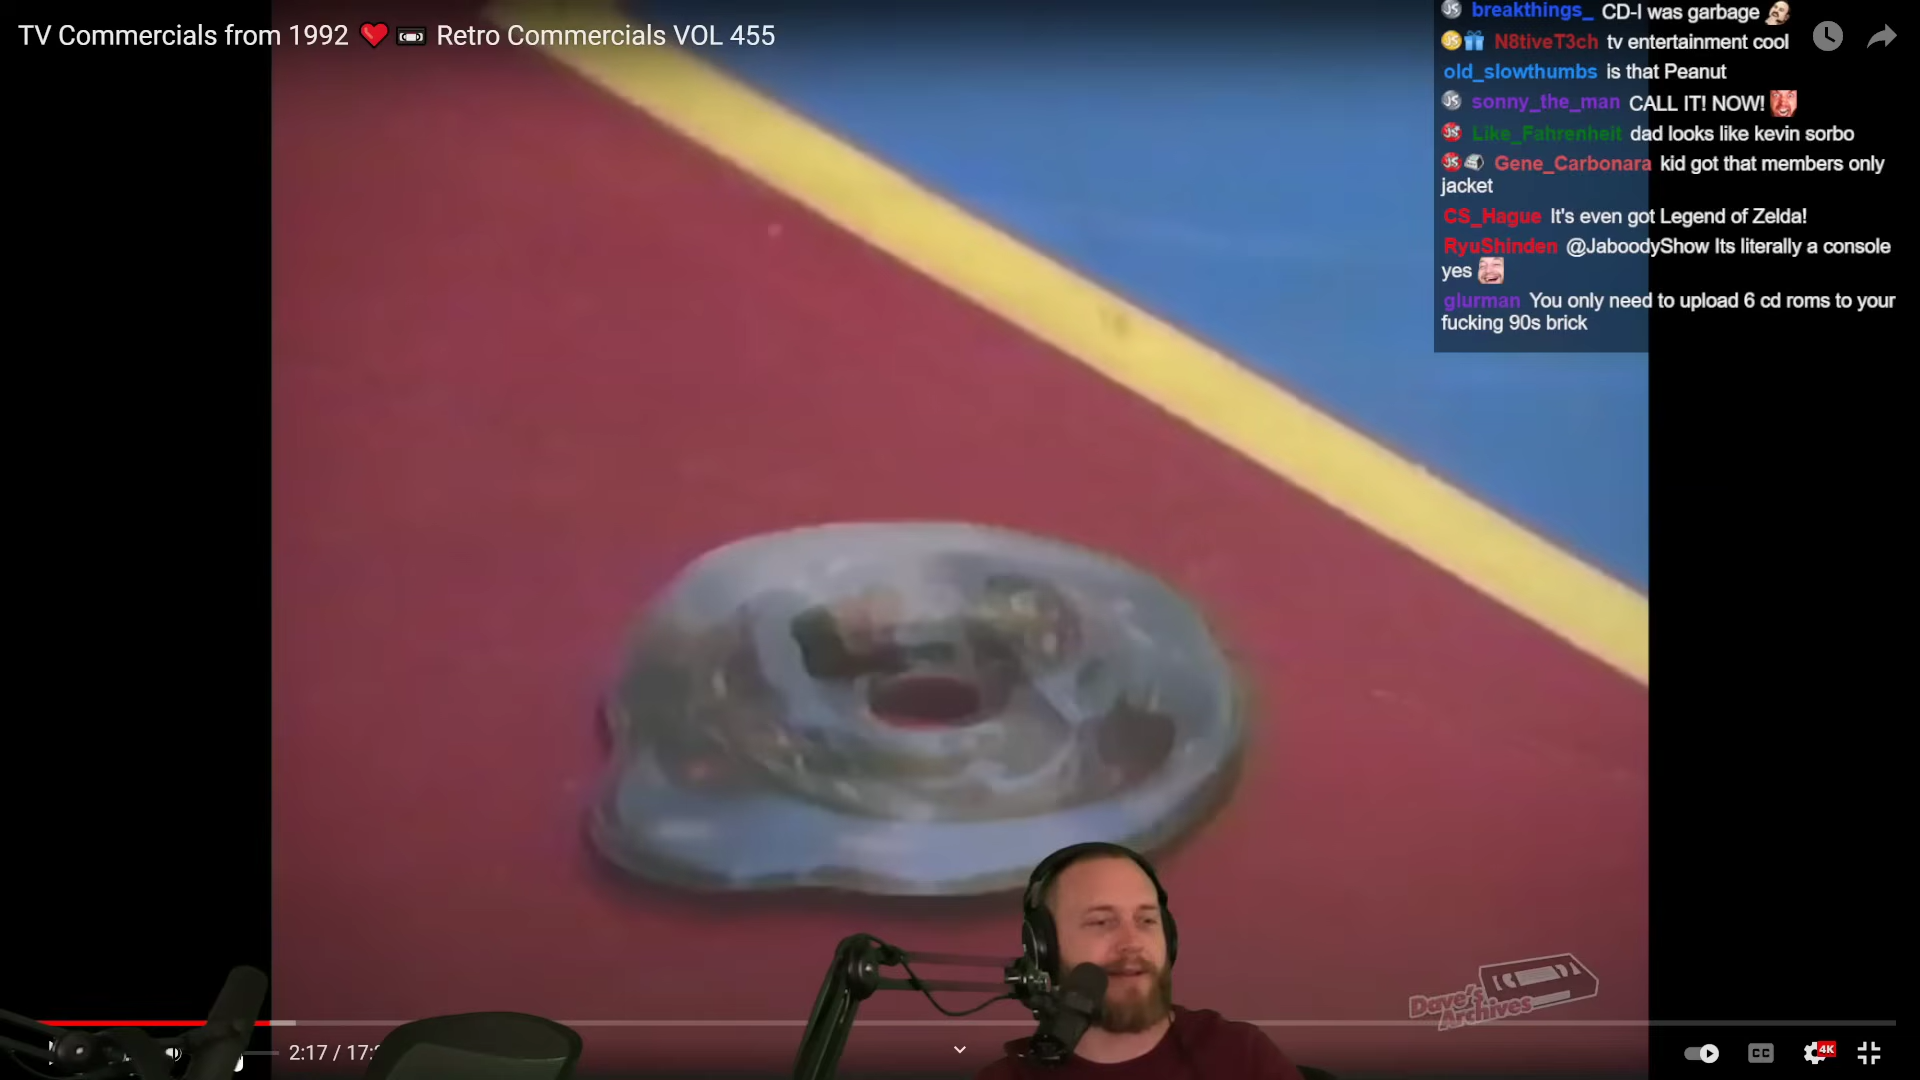 TV Commercials from 1992 ❤️ 📼 Retro Commercials VOL 455
breakthings_ CD-I was garbage
N8tiveT3ch tv entertainment cool
old_slowthumbs is that Peanut
sonny_the_man CALL IT! NOW!
Like_Fahrenheit dad looks like kevin sorbo
Gene_Carbonara kid got that members only
jacket
CS_Hague It's even got Legend of Zelda!
RyuShinden @JaboodyShow Its literally a console
yes
glurman You only need to upload 6 cd roms to your
fucking 90s brick
Dave's
Archives
2:17 / 17:
CC
4K